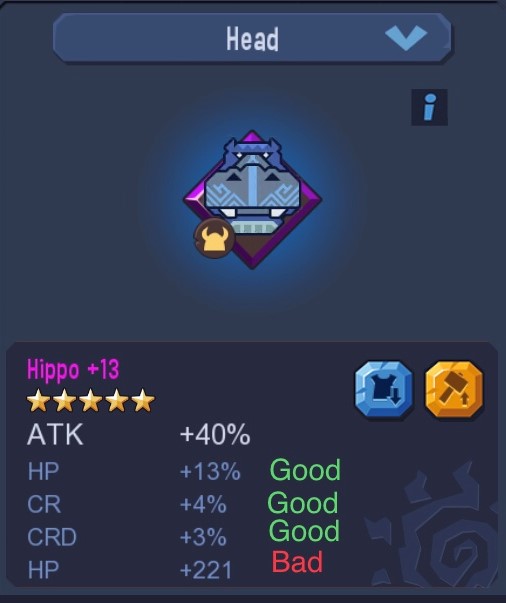 Head
i
Hippo +13
ATK +40%
HP +13% Good
CR +4% Good
CRD +3% Good
HP +221 Bad